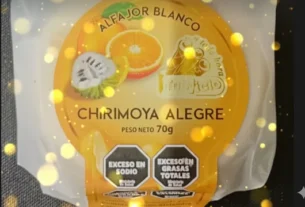 ALFAJOR BLANCO
CHIRIMOYA ALEGRE
PESO NETO 70g
EXCESO EN
SODIO
EXCESO EN
GRASAS
TOTALES